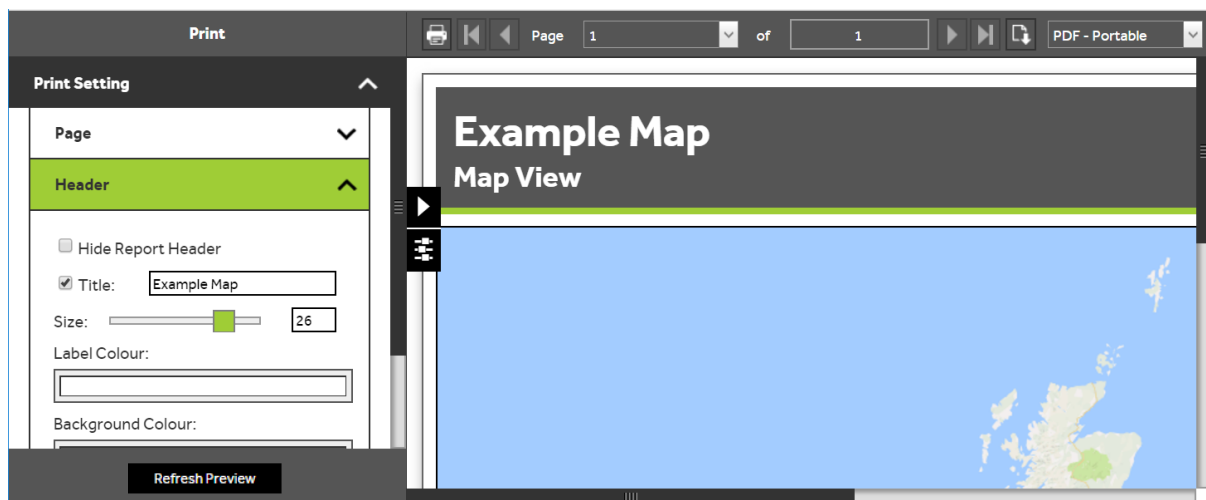 Print
Page 1 of 1 PDF - Portable
Print Setting
Page
Header
Hide Report Header
Title: Example Map
Size: 26
Label Colour:
Background Colour:
Refresh Preview
Example Map
Map View